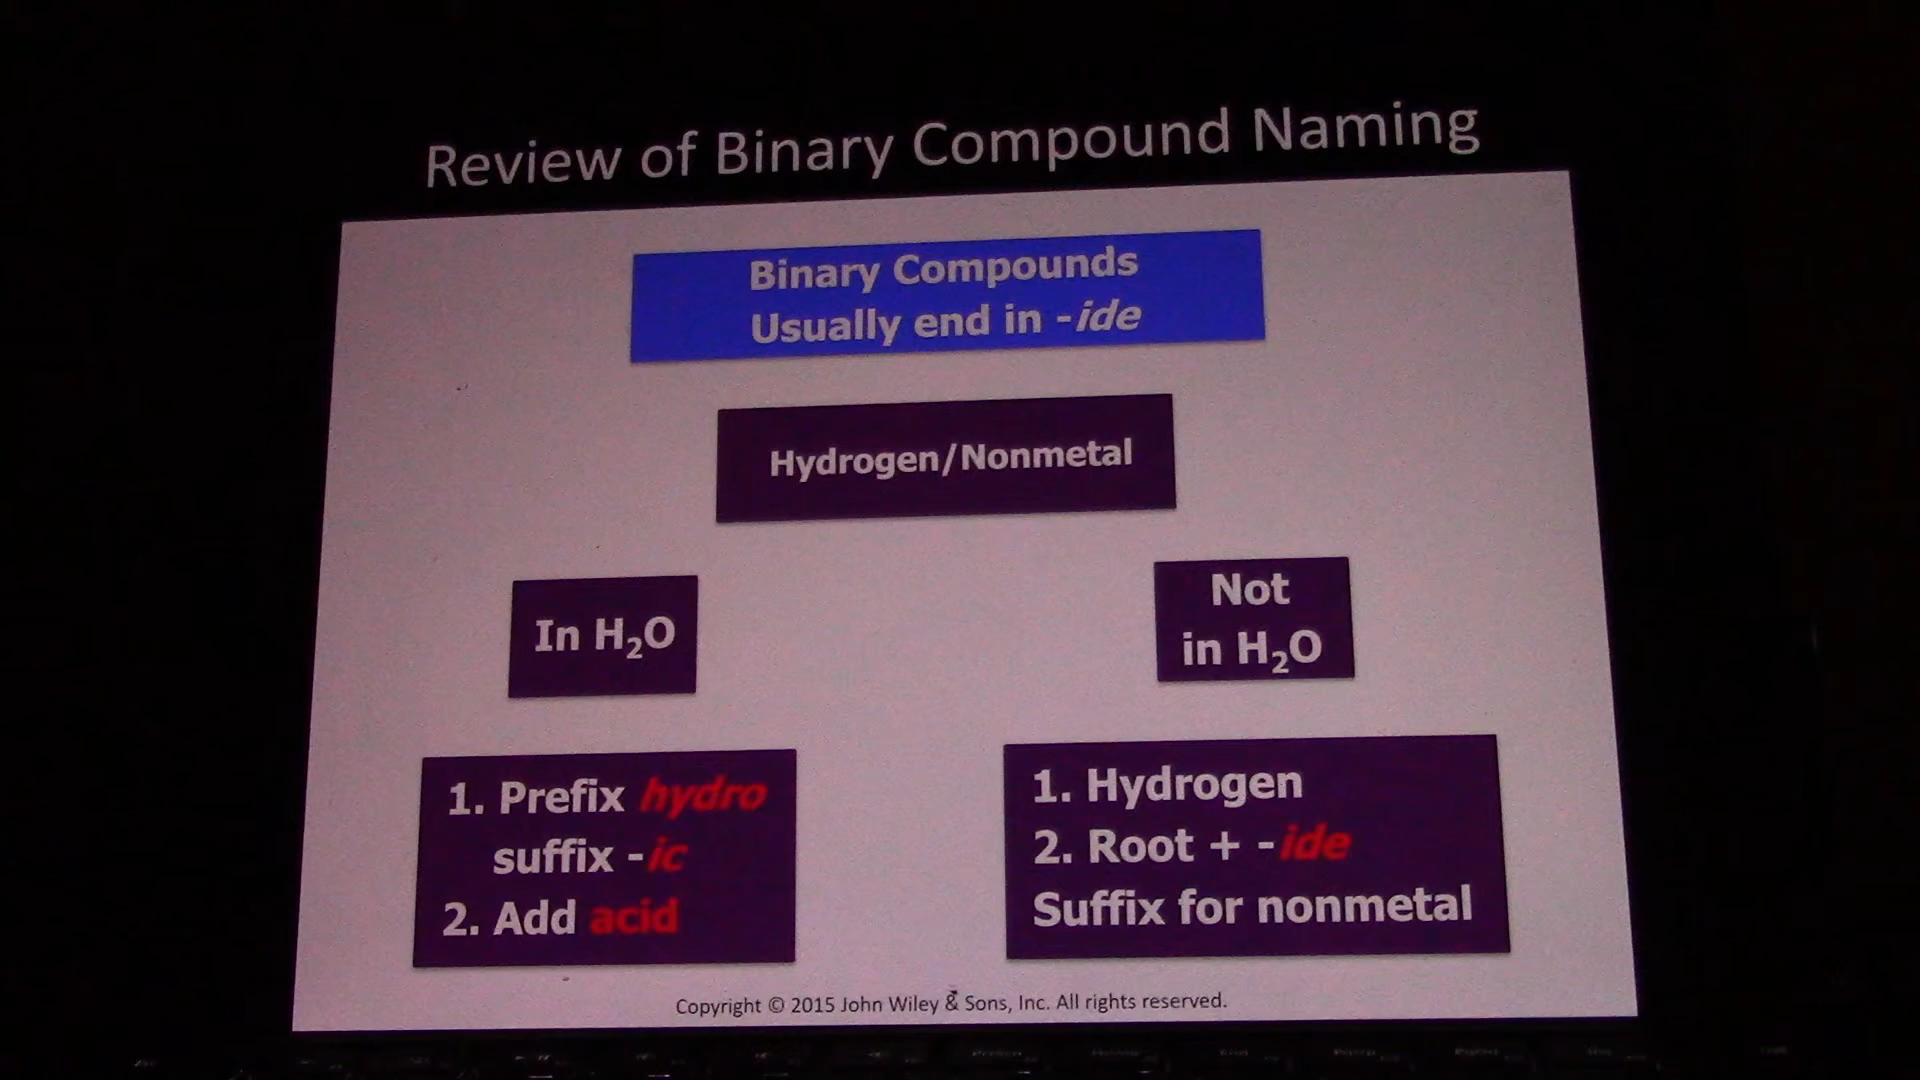 Review of Binary Compound Naming
Binary Compounds
Usually end in -ide
Hydrogen/Nonmetal
In H₂O
Not
in H₂O
1. Prefix hydro
suffix -ic
2. Add acid
1. Hydrogen
2. Root + -ide
Suffix for nonmetal
Copyright © 2015 John Wiley & Sons, Inc. All rights reserved.